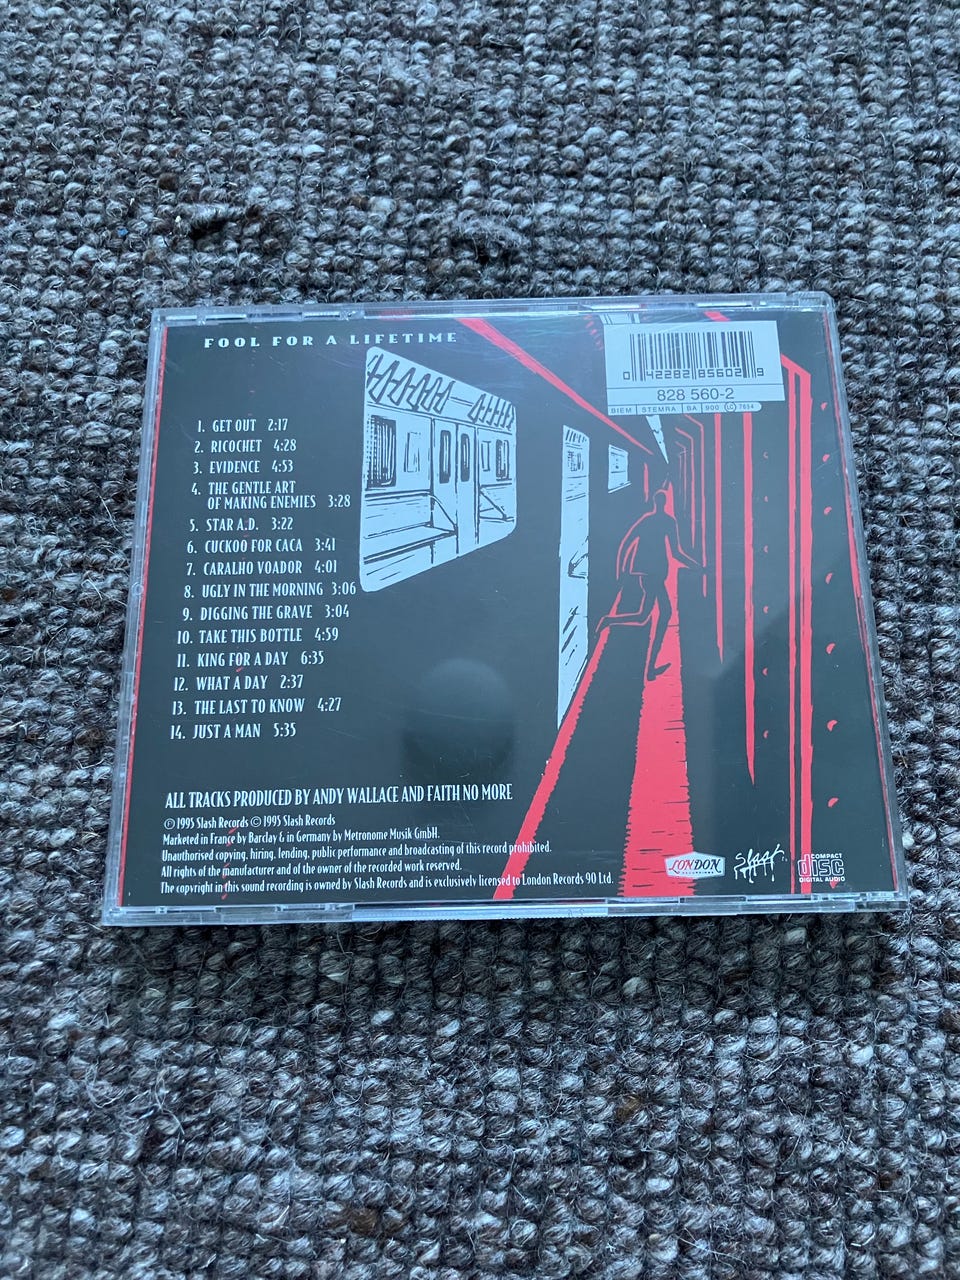 FOOL FOR A LIFETIME
0 42282 85602 9
828 560-2
BIEM STEMRA BA 900 LC 7654
1. GET OUT 2:17
2. RICOCHET 4:28
3. EVIDENCE 4:53
4. THE GENTLE ART
OF MAKING ENEMIES 3:28
5. STAR A.D. 3:22
6. CUCKOO FOR CACA 3:41
7. CARALHO VOADOR 4:01
8. UGLY IN THE MORNING 3:06
9. DIGGING THE GRAVE 3:04
10. TAKE THIS BOTTLE 4:59
11. KING FOR A DAY 6:35
12. WHAT A DAY 2:37
13. THE LAST TO KNOW 4:27
14. JUST A MAN 5:35
ALL TRACKS PRODUCED BY ANDY WALLACE AND FAITH NO MORE
℗ 1995 Slash Records © 1995 Slash Records
Marketed in France by Barclay & in Germany by Metronome Musik GmbH.
Unauthorised copying, hiring, lending, public performance and broadcasting of this record prohibited.
All rights of the manufacturer and of the owner of the recorded work reserved.
The copyright in this sound recording is owned by Slash Records and is exclusively licensed to London Records 90 Ltd.
LONDON
RECORDINGS
slash
COMPACT
disc
DIGITAL AUDIO